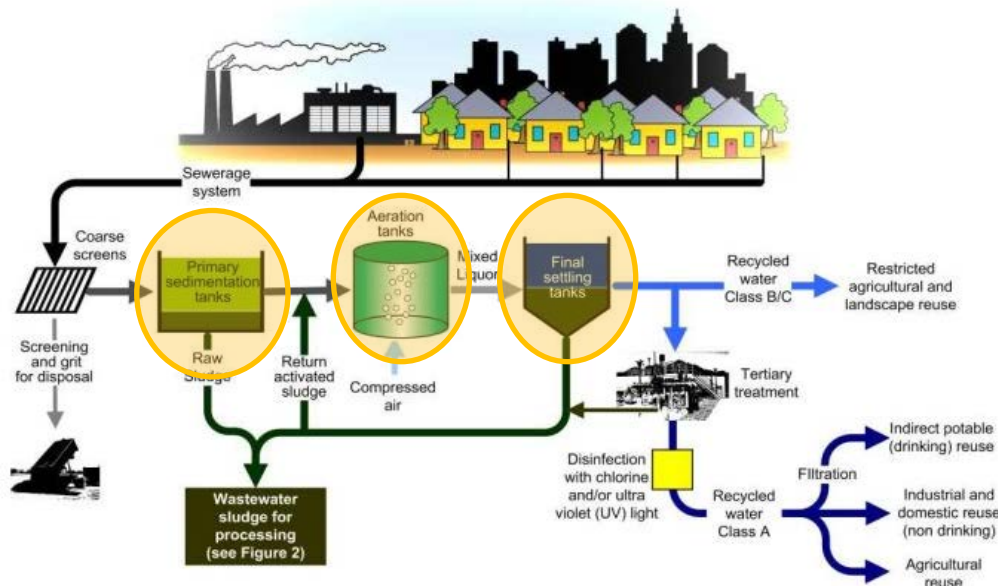 Sewerage
system
Coarse
screens
Primary
sedimentation
tanks
Aeration
tanks
Mixed
Liquor
Final
settling
tanks
Recycled
water
Class B/C
Restricted
agricultural and
landscape reuse
Screening
and grit
for disposal
Raw
Sludge
Return
activated
sludge
Compressed
air
Tertiary
treatment
Wastewater
sludge for
processing
(see Figure 2)
Disinfection
with chlorine
and/or ultra
violet (UV) light
Recycled
water
Class A
FIltration
Indirect potable
(drinking) reuse
Industrial and
domestic reuse
(non drinking)
Agricultural
reuse